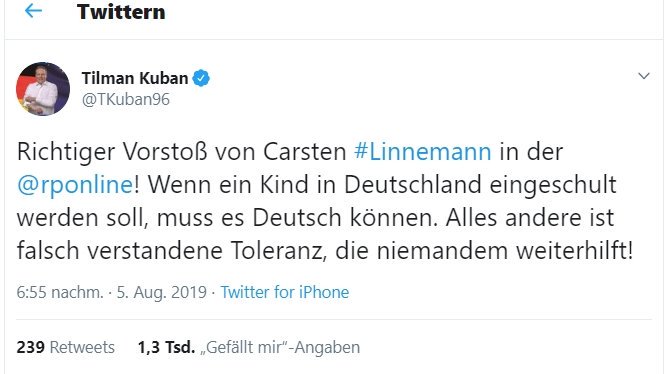 Twittern
Tilman Kuban
@TKuban96
Richtiger Vorstoß von Carsten #Linnemann in der
@rponline! Wenn ein Kind in Deutschland eingeschult
werden soll, muss es Deutsch können. Alles andere ist
falsch verstandene Toleranz, die niemandem weiterhilft!
6:55 nachm. · 5. Aug. 2019 · Twitter for iPhone
239 Retweets 1,3 Tsd. „Gefällt mir“-Angaben